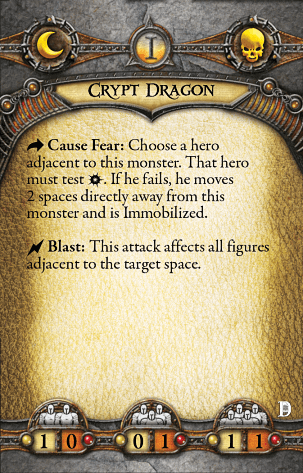 I
CRYPT DRAGON
Cause Fear: Choose a hero
adjacent to this monster. That hero
must test . If he fails, he moves
2 spaces directly away from this
monster and is Immobilized.
Blast: This attack affects all figures
adjacent to the target space.
D
1 0 0 1 1 1